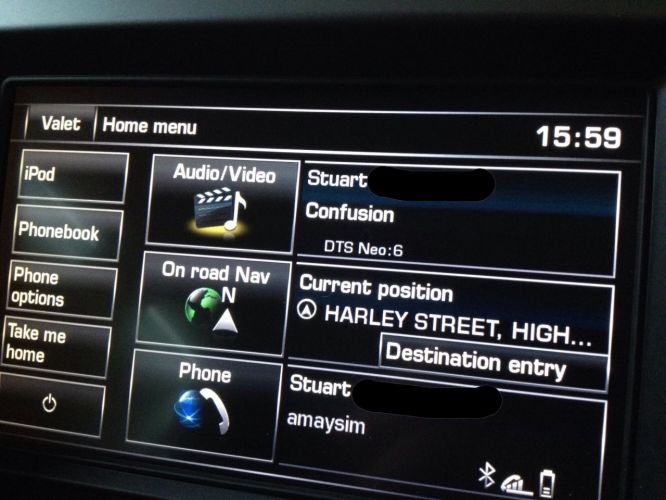 Valet
Home menu
15:59
iPod
Phonebook
Phone
options
Take me
home
Audio/Video
On road Nav
N
Phone
Stuart
Confusion
DTS Neo:6
Current position
HARLEY STREET, HIGH...
Destination entry
Stuart
amaysim